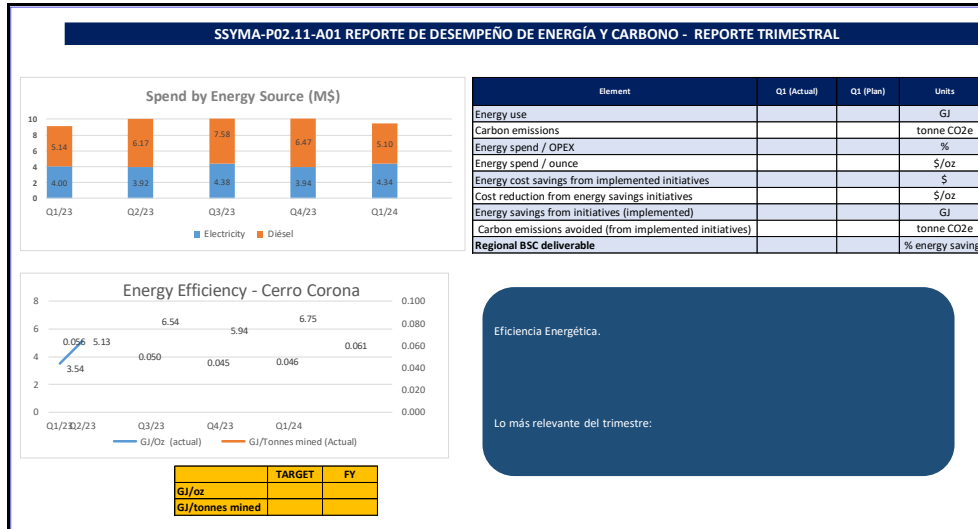 SSYMA-P02.11-A01 REPORTE DE DESEMPEÑO DE ENERGÍA Y CARBONO - REPORTE TRIMESTRAL
Spend by Energy Source (M$)
10
8
6
4
2
0
5.14 6.17 7.58 6.47 5.10
4.00 3.92 4.38 3.94 4.34
Q1/23 Q2/23 Q3/23 Q4/23 Q1/24
Electricity Diésel
Element Q1 (Actual) Q1 (Plan) Units
Energy use GJ
Carbon emissions tonne CO2e
Energy spend / OPEX %
Energy spend / ounce $/oz
Energy cost savings from implemented initiatives $
Cost reduction from energy savings initiatives $/oz
Energy savings from initiatives (implemented) GJ
Carbon emissions avoided (from implemented initiatives) tonne CO2e
Regional BSC deliverable % energy saving
Energy Efficiency - Cerro Corona
8
6
4
2
0
0.100
0.080
0.060
0.040
0.020
0.000
3.54 5.13 6.54 5.94 6.75
0.056 0.050 0.045 0.046 0.061
Q1/23 Q2/23 Q3/23 Q4/23 Q1/24
GJ/Oz (actual) GJ/Tonnes mined (Actual)
Eficiencia Energética.
Lo más relevante del trimestre:
TARGET FY
GJ/oz
GJ/tonnes mined